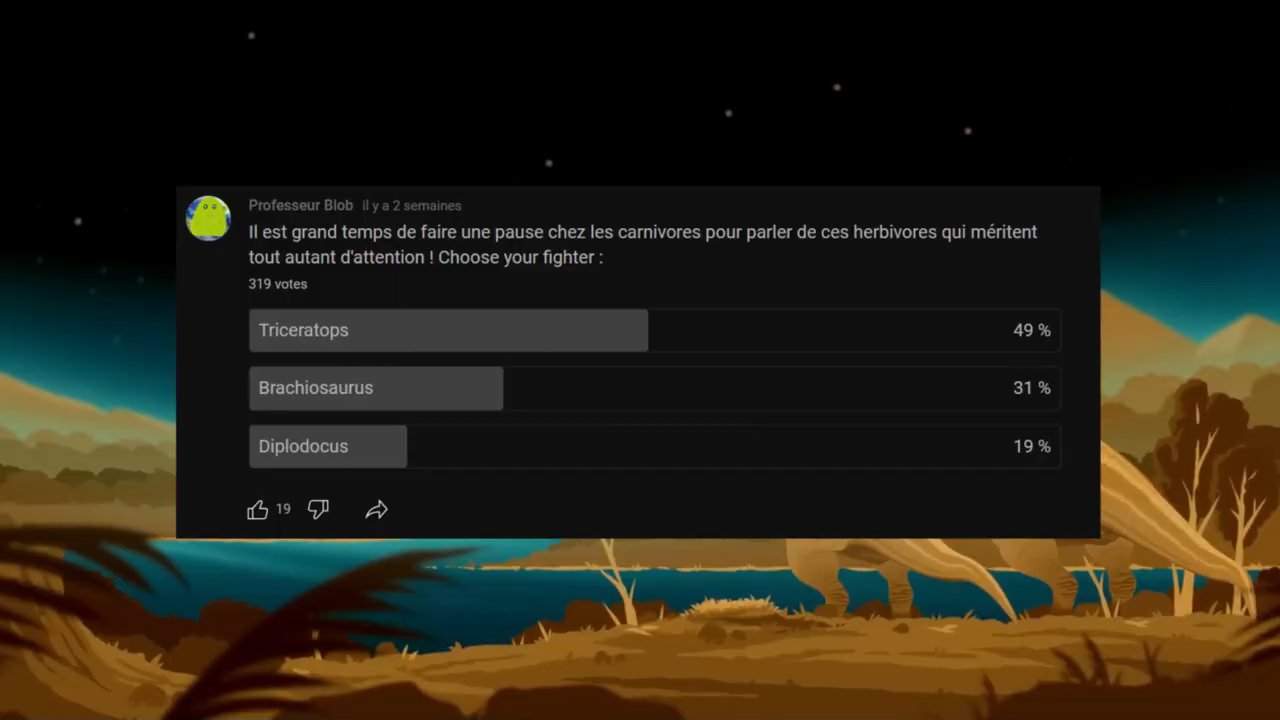 Professeur Blob il y a 2 semaines
Il est grand temps de faire une pause chez les carnivores pour parler de ces herbivores qui méritent
tout autant d'attention ! Choose your fighter :
319 votes
Triceratops 49 %
Brachiosaurus 31 %
Diplodocus 19 %
19